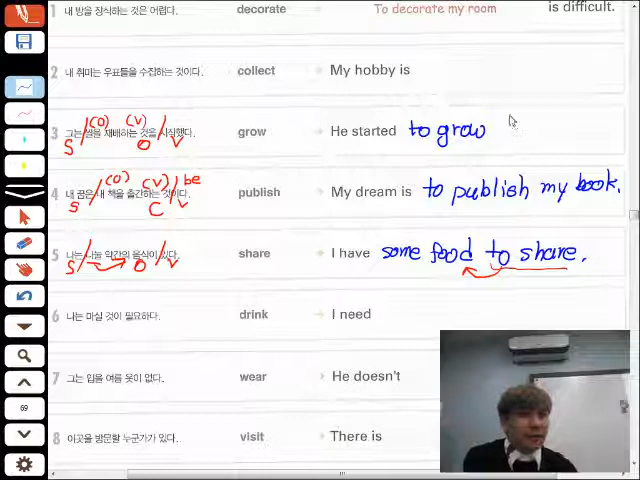 1 내 방을 장식하는 것은 어렵다. decorate To decorate my room is difficult.
2 내 취미는 우표들을 수집하는 것이다. collect My hobby is
(O) (V)
3 그는 쌀을 재배하는 것을 시작했다. grow He started to grow
S O V
(O) (V) be
4 내 꿈은 내 책을 출간하는 것이다. publish My dream is to publish my book.
S C V
5 나는 나눌 약간의 음식이 있다. share I have some food to share.
S O V
6 나는 마실 것이 필요하다. drink I need
69
7 그는 입을 여름 옷이 없다. wear He doesn't
8 이곳을 방문할 누군가가 있다. visit There is